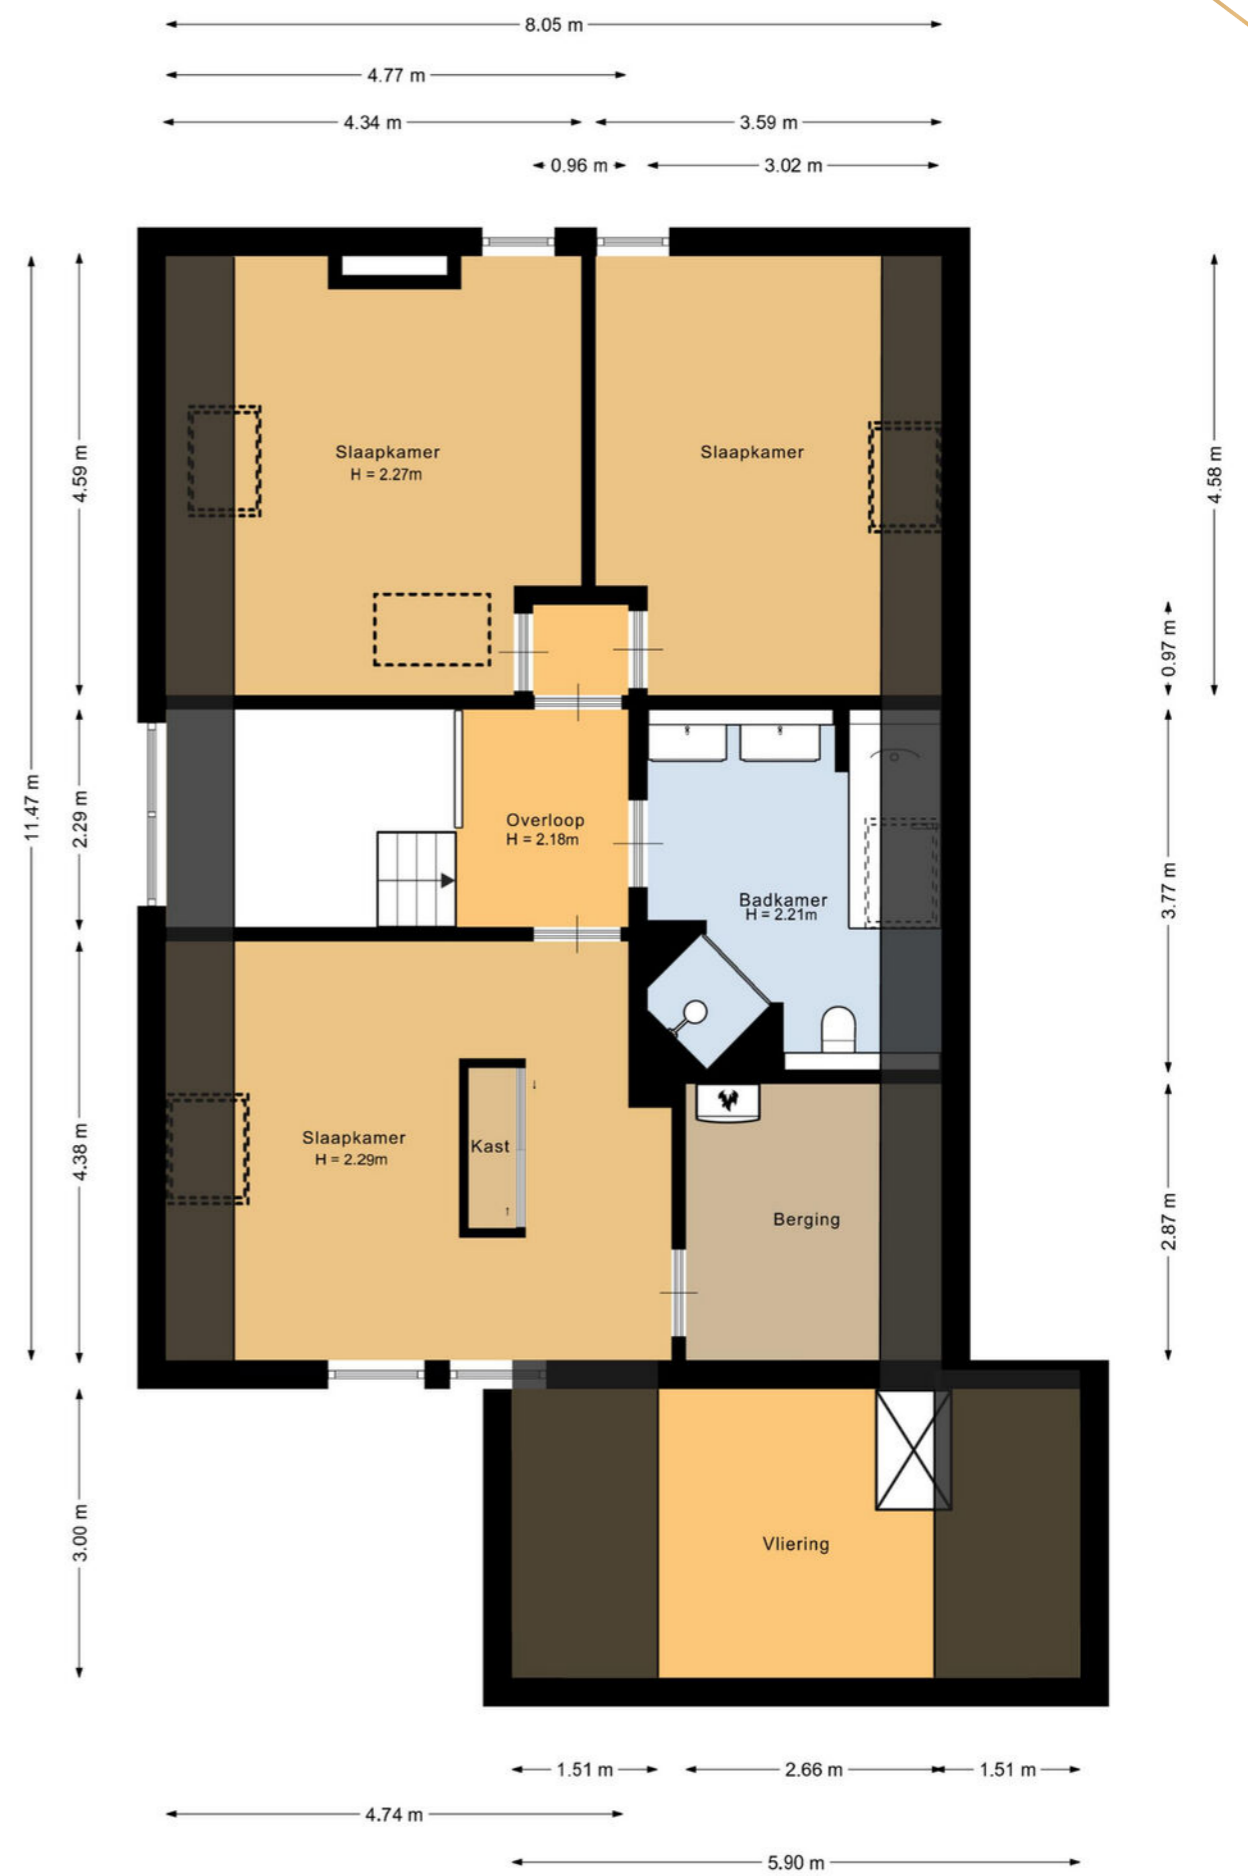 8.05 m
4.77 m
4.34 m
3.59 m
0.96 m
3.02 m
11.47 m
4.59 m
2.29 m
4.38 m
3.00 m
4.58 m
0.97 m
3.77 m
2.87 m
Slaapkamer
H = 2.27m
Slaapkamer
Overloop
H = 2.18m
Badkamer
H = 2.21m
Slaapkamer
H = 2.29m
Kast
Berging
Vliering
1.51 m
2.66 m
1.51 m
4.74 m
5.90 m